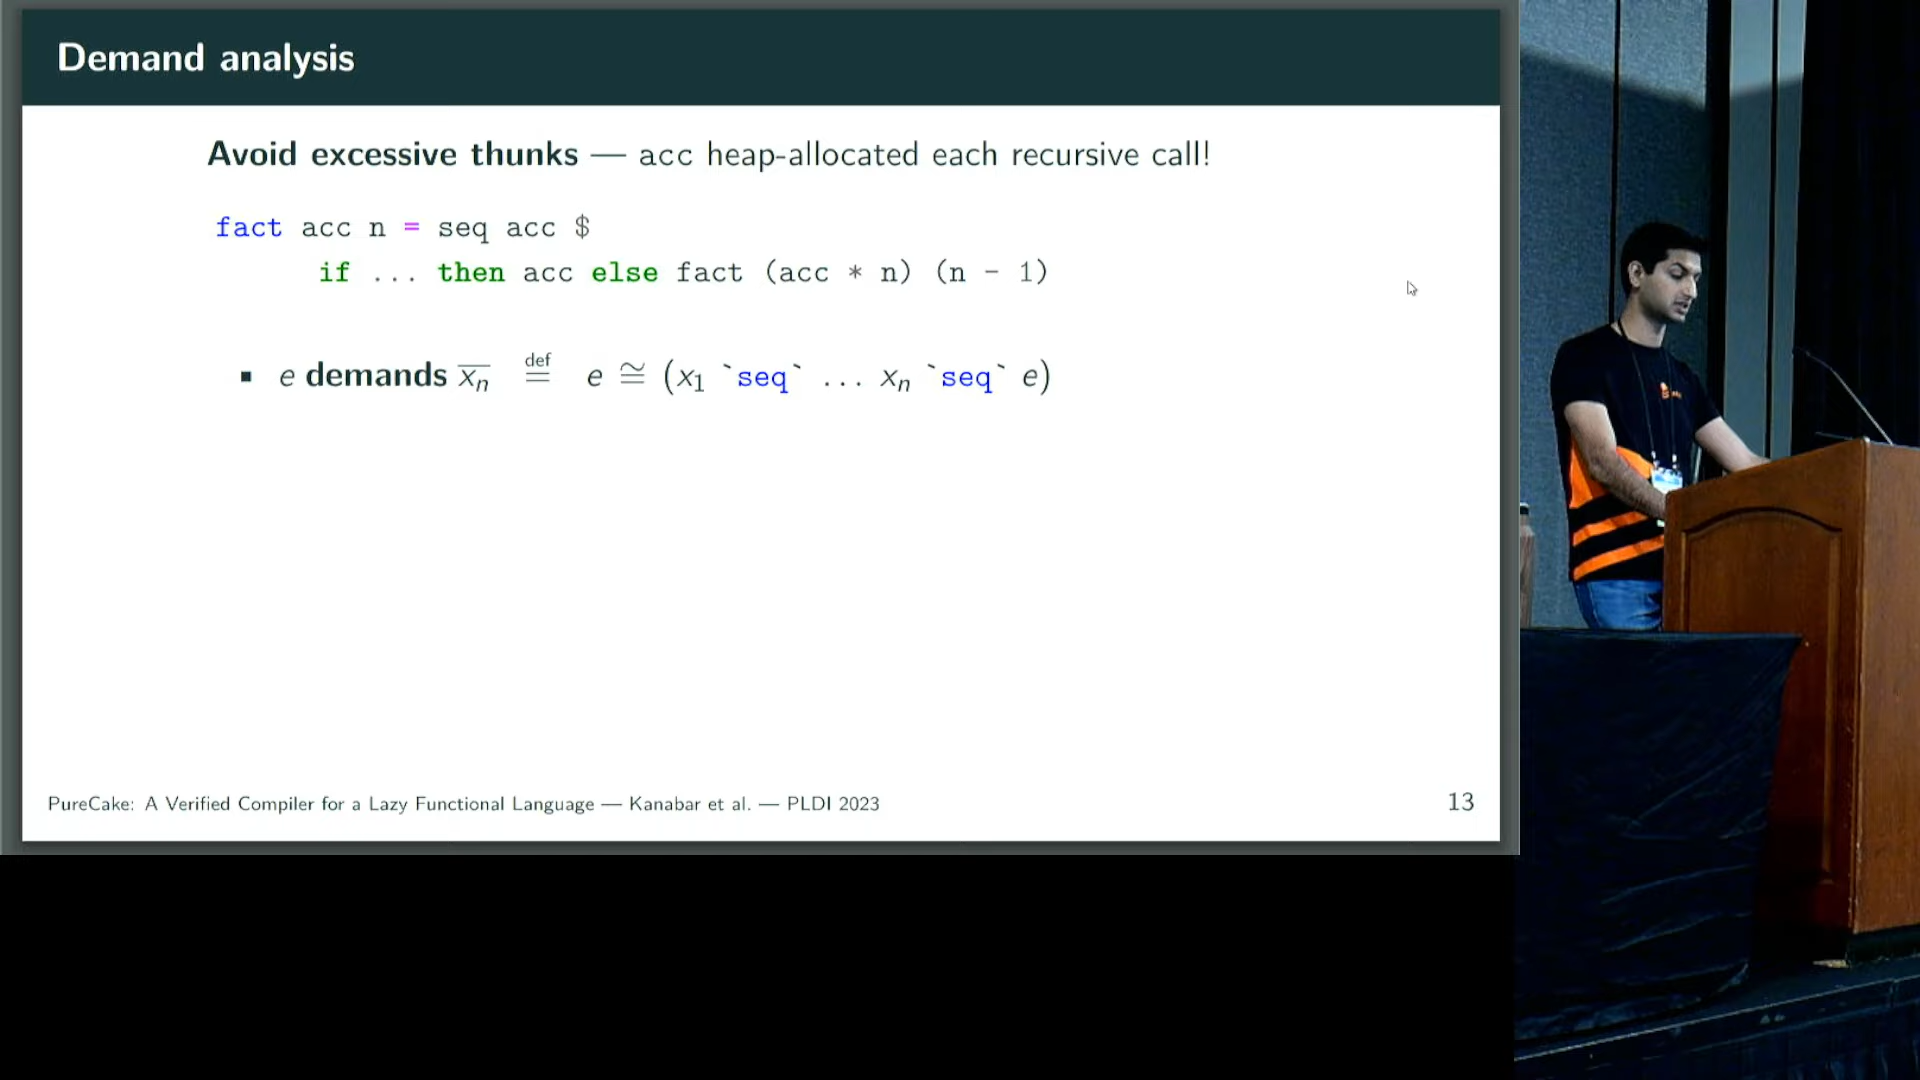 Demand analysis
Avoid excessive thunks — acc heap-allocated each recursive call!
fact acc n = seq acc $
if ... then acc else fact (acc * n) (n - 1)
▪ e demands x̅ₙ ≝ e ≅ (x₁ `seq` ... xₙ `seq` e)
PureCake: A Verified Compiler for a Lazy Functional Language — Kanabar et al. — PLDI 2023
13